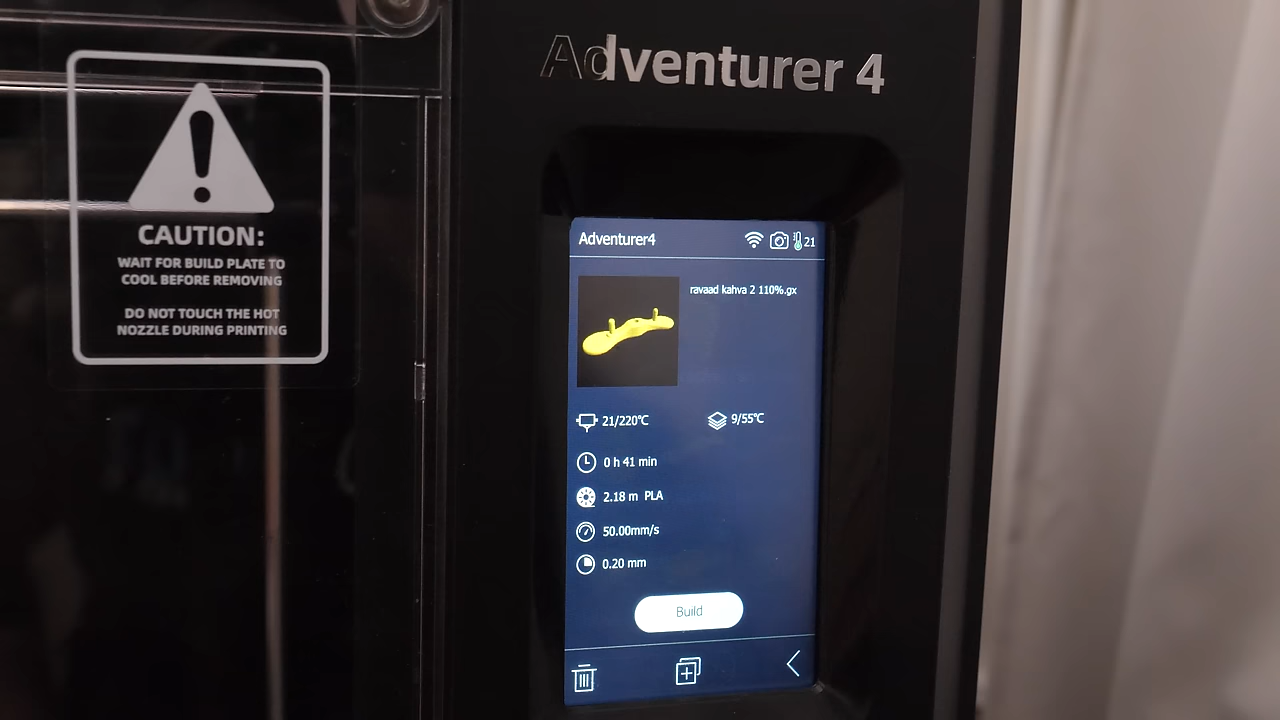 Adventurer 4
CAUTION:
WAIT FOR BUILD PLATE TO
COOL BEFORE REMOVING
DO NOT TOUCH THE HOT
NOZZLE DURING PRINTING
Adventurer4
21
ravaad kahva 2 110%.gx
21/220℃
9/55℃
0 h 41 min
2.18 m PLA
50.00mm/s
0.20 mm
Build